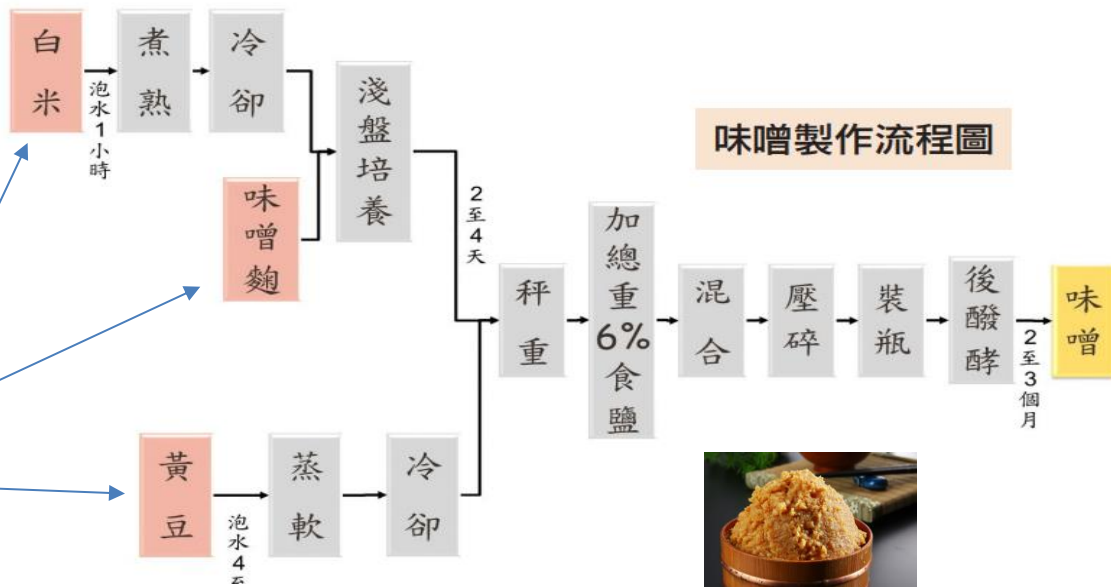 味噌製作流程圖
白米
泡水1小時
煮熟
冷卻
味噌麴
淺盤培養
2至4天
黃豆
泡水4至
蒸軟
冷卻
秤重
加總重6%食鹽
混合
壓碎
裝瓶
後醱酵
2至3個月
味噌